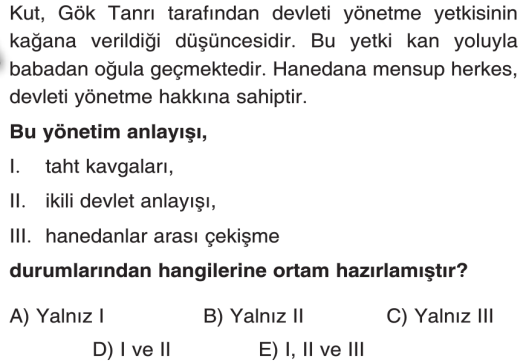 Kut, Gök Tanrı tarafından devleti yönetme yetkisinin
kağana verildiği düşüncesidir. Bu yetki kan yoluyla
babadan oğula geçmektedir. Hanedana mensup herkes,
devleti yönetme hakkına sahiptir.
Bu yönetim anlayışı,
I. taht kavgaları,
II. ikili devlet anlayışı,
III. hanedanlar arası çekişme
durumlarından hangilerine ortam hazırlamıştır?
A) Yalnız I B) Yalnız II C) Yalnız III
D) I ve II E) I, II ve III